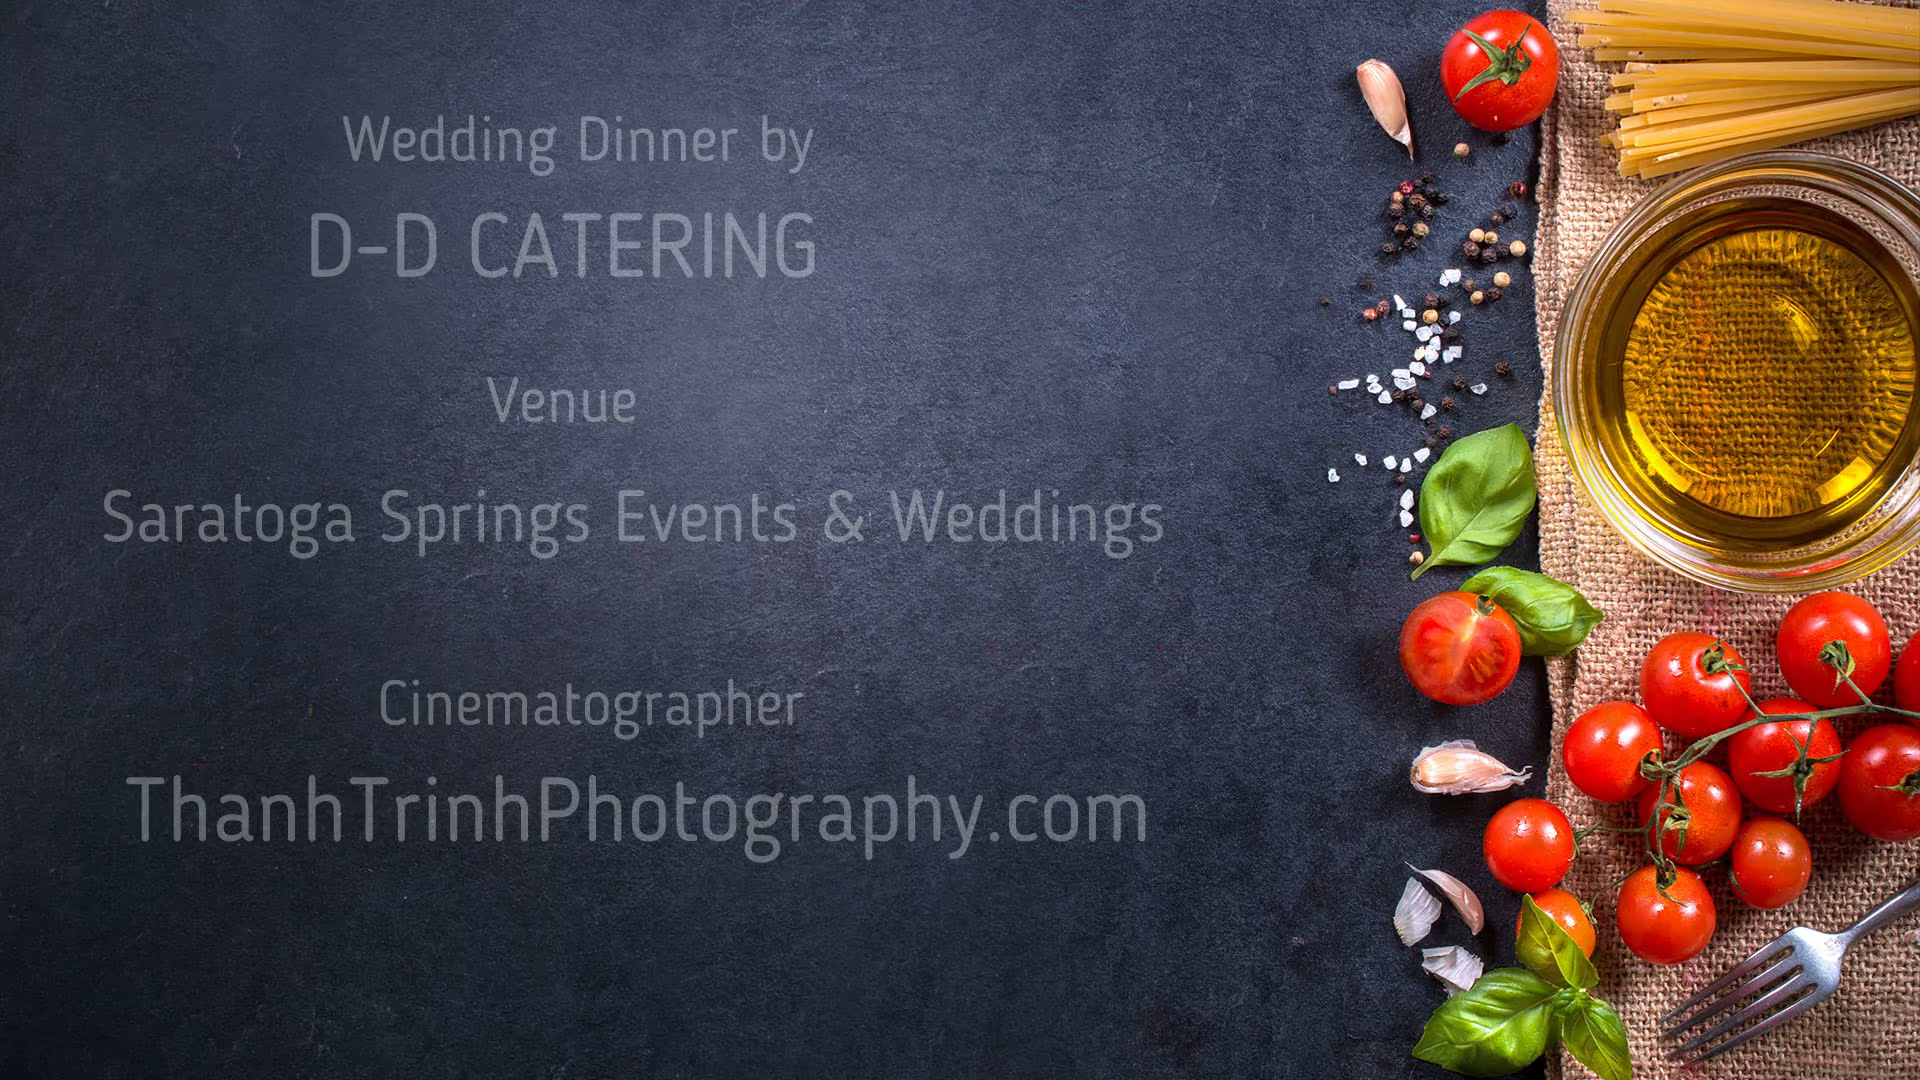 Wedding Dinner by
D-D CATERING
Venue
Saratoga Springs Events & Weddings
Cinematographer
ThanhTrinhPhotography.com